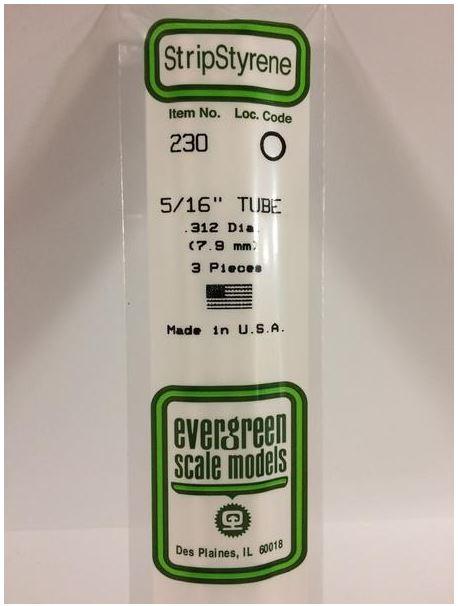 StripStyrene
Item No. Loc. Code
230
5/16" TUBE
.312 Dia.
(7.9 mm)
3 Pieces
Made in U.S.A.
evergreen
scale models
Des Plaines, IL 60018